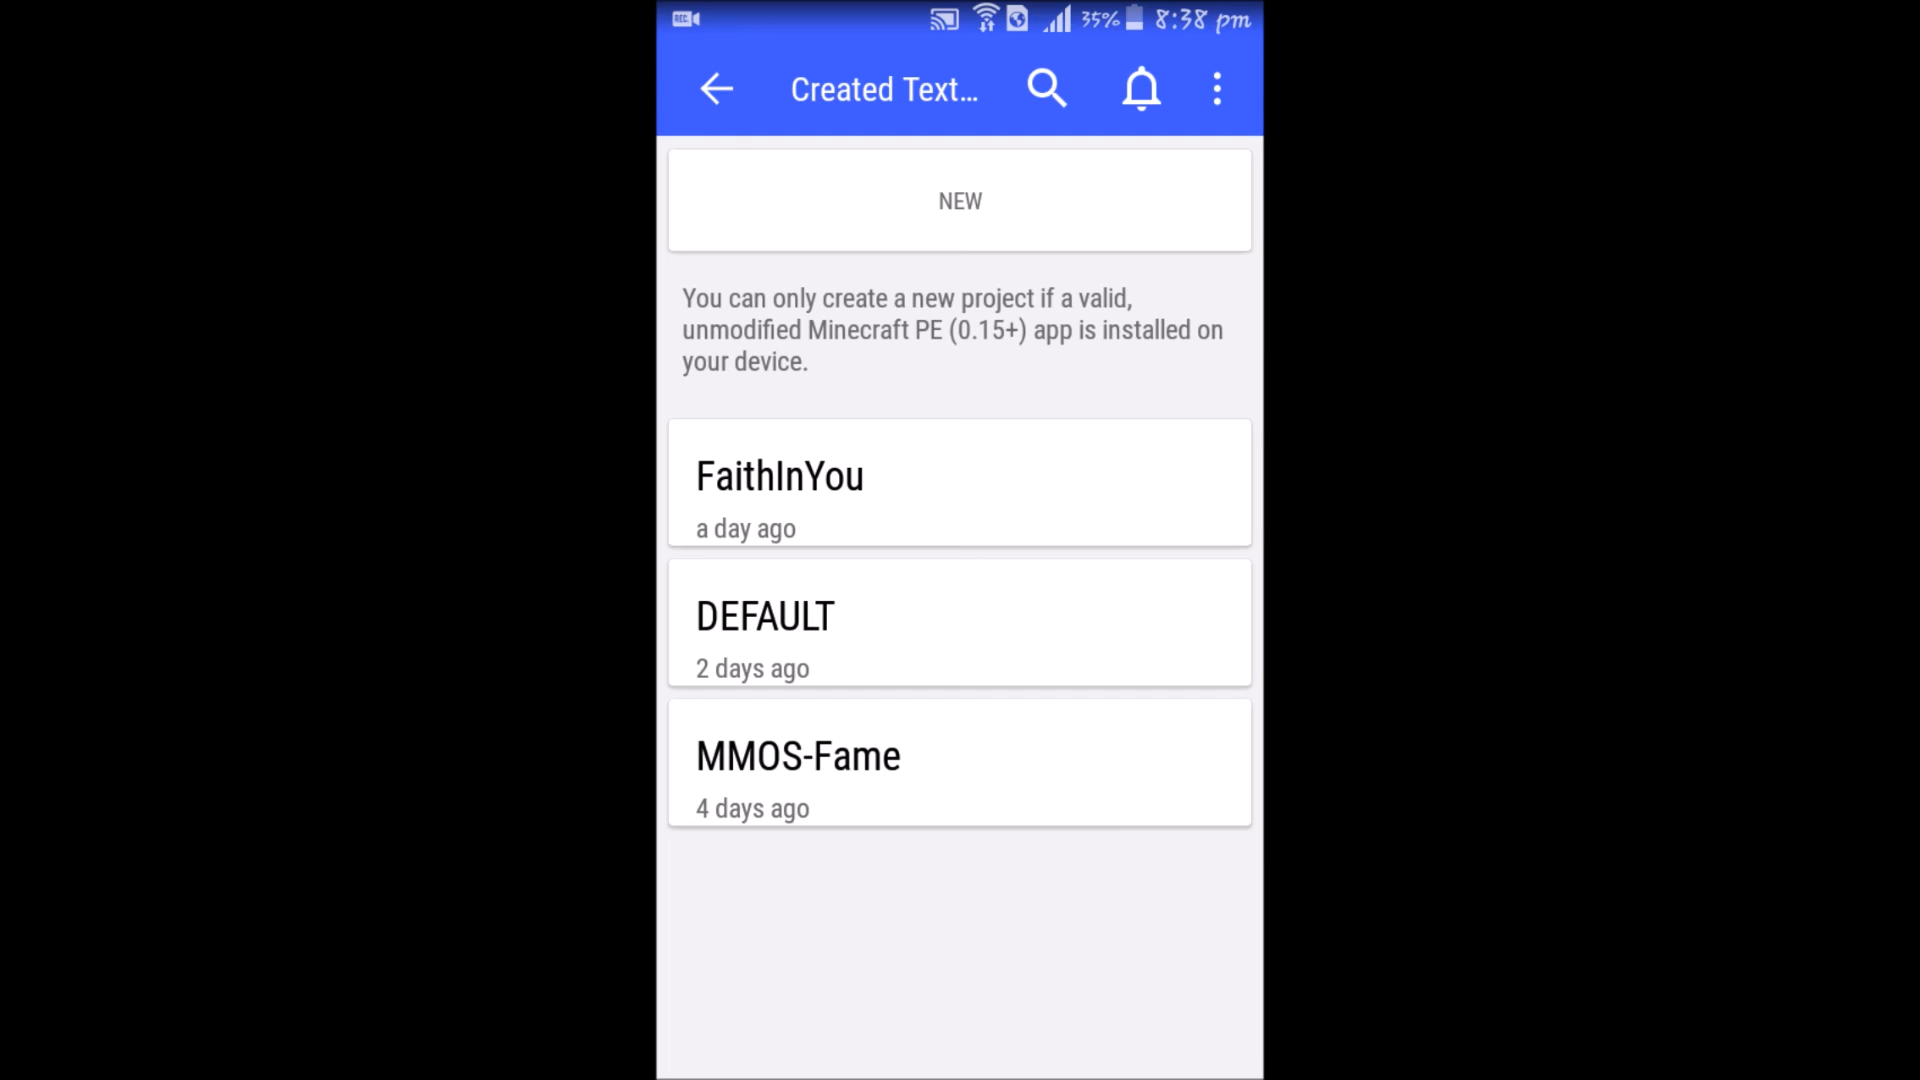 REC
35% 8:38 pm
Created Text...
NEW
You can only create a new project if a valid,
unmodified Minecraft PE (0.15+) app is installed on
your device.
FaithInYou
a day ago
DEFAULT
2 days ago
MMOS-Fame
4 days ago